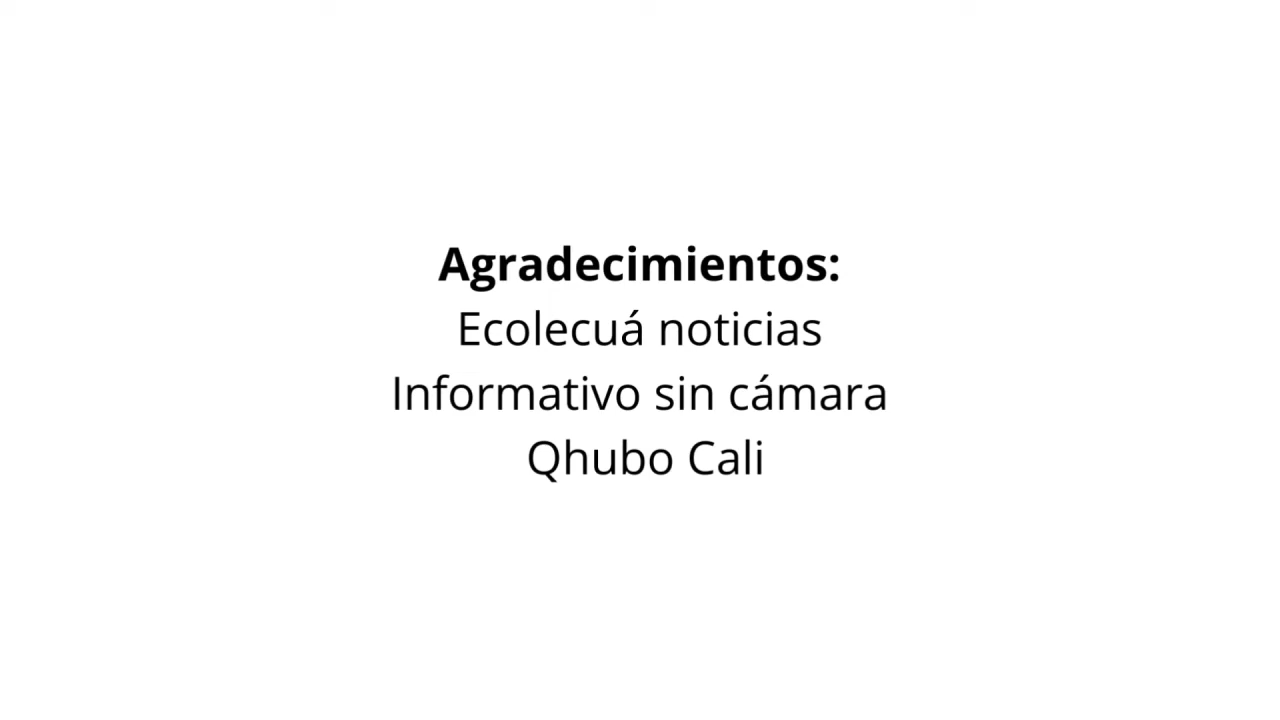 Agradecimientos:
Ecolecuá noticias
Informativo sin cámara
Qhubo Cali